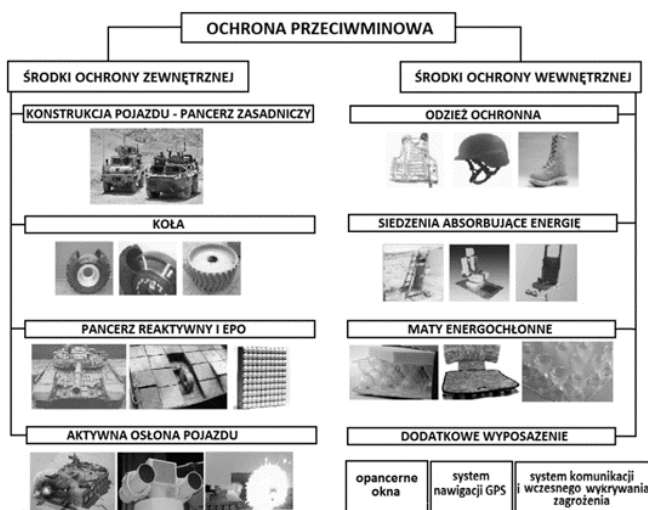 OCHRONA PRZECIWMINOWA
ŚRODKI OCHRONY ZEWNĘTRZNEJ
KONSTRUKCJA POJAZDU - PANCERZ ZASADNICZY
KOŁA
PANCERZ REAKTYWNY I EPO
AKTYWNA OSŁONA POJAZDU
ŚRODKI OCHRONY WEWNĘTRZNEJ
ODZIEŻ OCHRONNA
SIEDZENIA ABSORBUJĄCE ENERGIĘ
MATY ENERGOCHŁONNE
DODATKOWE WYPOSAŻENIE
opancerne
okna
system
nawigacji GPS
system komunikacji
i wczesnego wykrywania
zagrożenia